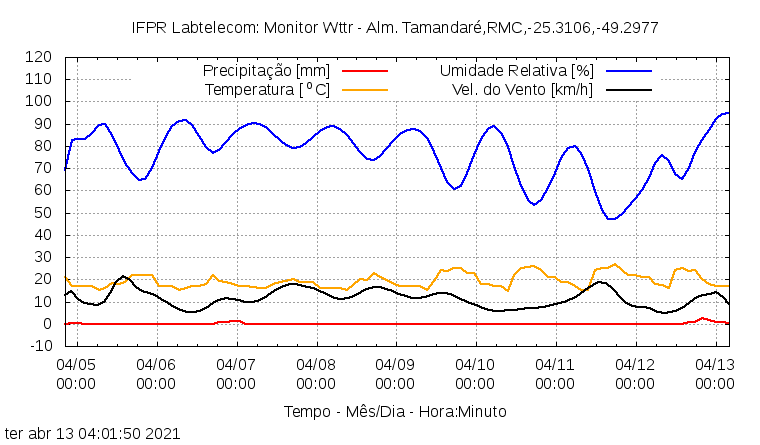 IFPR Labtelecom: Monitor Wttr - Alm. Tamandaré,RMC,-25.3106,-49.2977
120
110
100
90
80
70
60
50
40
30
20
10
0
-10
Precipitação [mm]
Umidade Relativa [%]
Temperatura [ ⁰C]
Vel. do Vento [km/h]
04/05 04/06 04/07 04/08 04/09 04/10 04/11 04/12 04/13
00:00 00:00 00:00 00:00 00:00 00:00 00:00 00:00 00:00
Tempo - Mês/Dia - Hora:Minuto
ter abr 13 04:01:50 2021